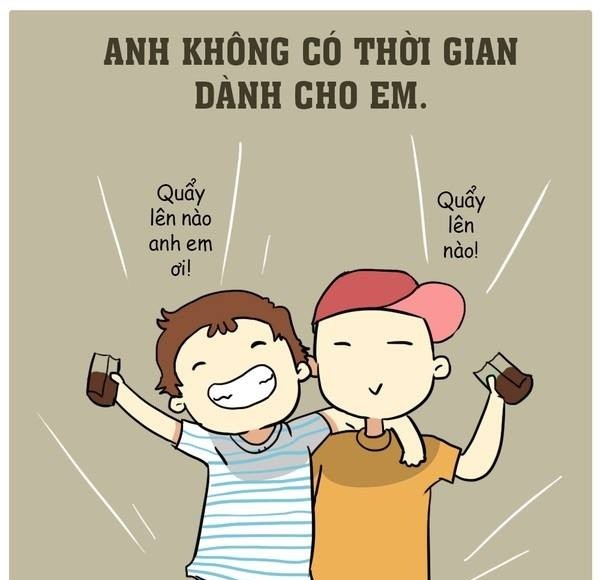 ANH KHÔNG CÓ THỜI GIAN
DÀNH CHO EM.
Quẩy
lên nào
anh em
ơi!
Quẩy
lên
nào!